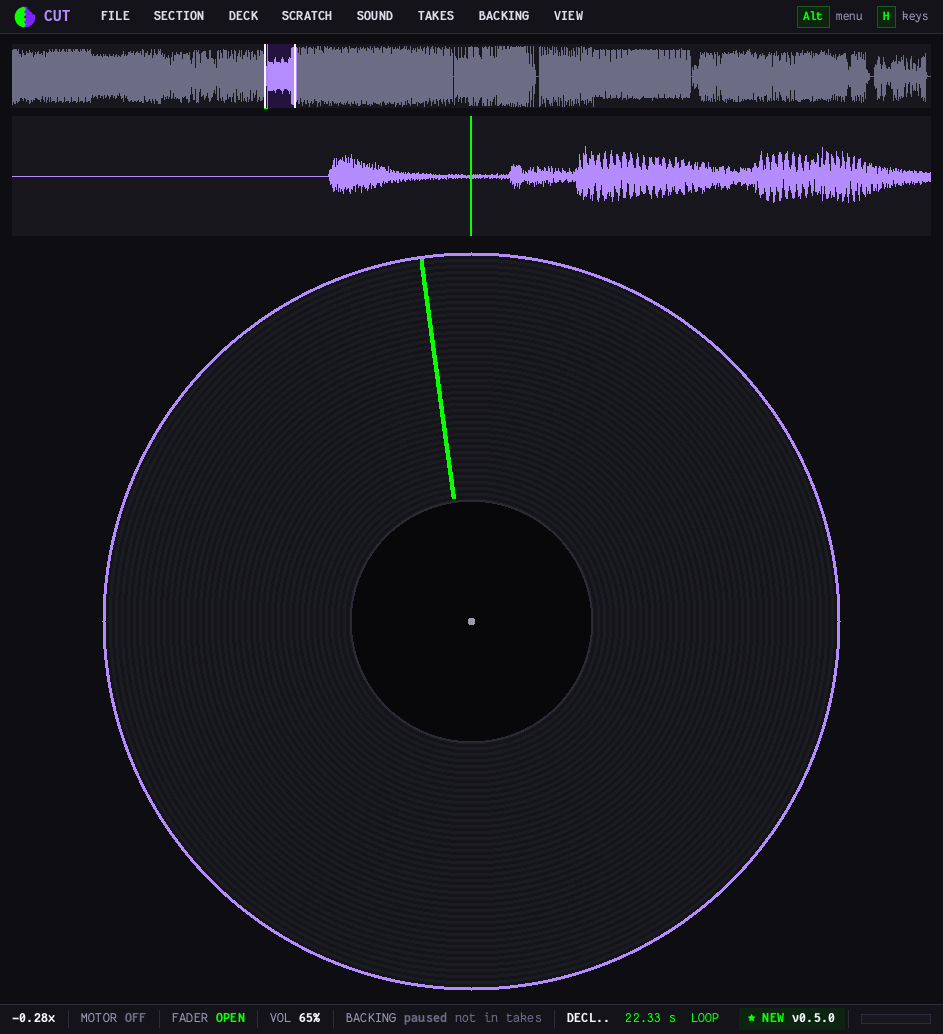 CUT FILE SECTION DECK SCRATCH SOUND TAKES BACKING VIEW Alt menu H keys
−0.28x MOTOR OFF FADER OPEN VOL 65% BACKING paused not in takes DECL.. 22.33 s LOOP ★ NEW v0.5.0